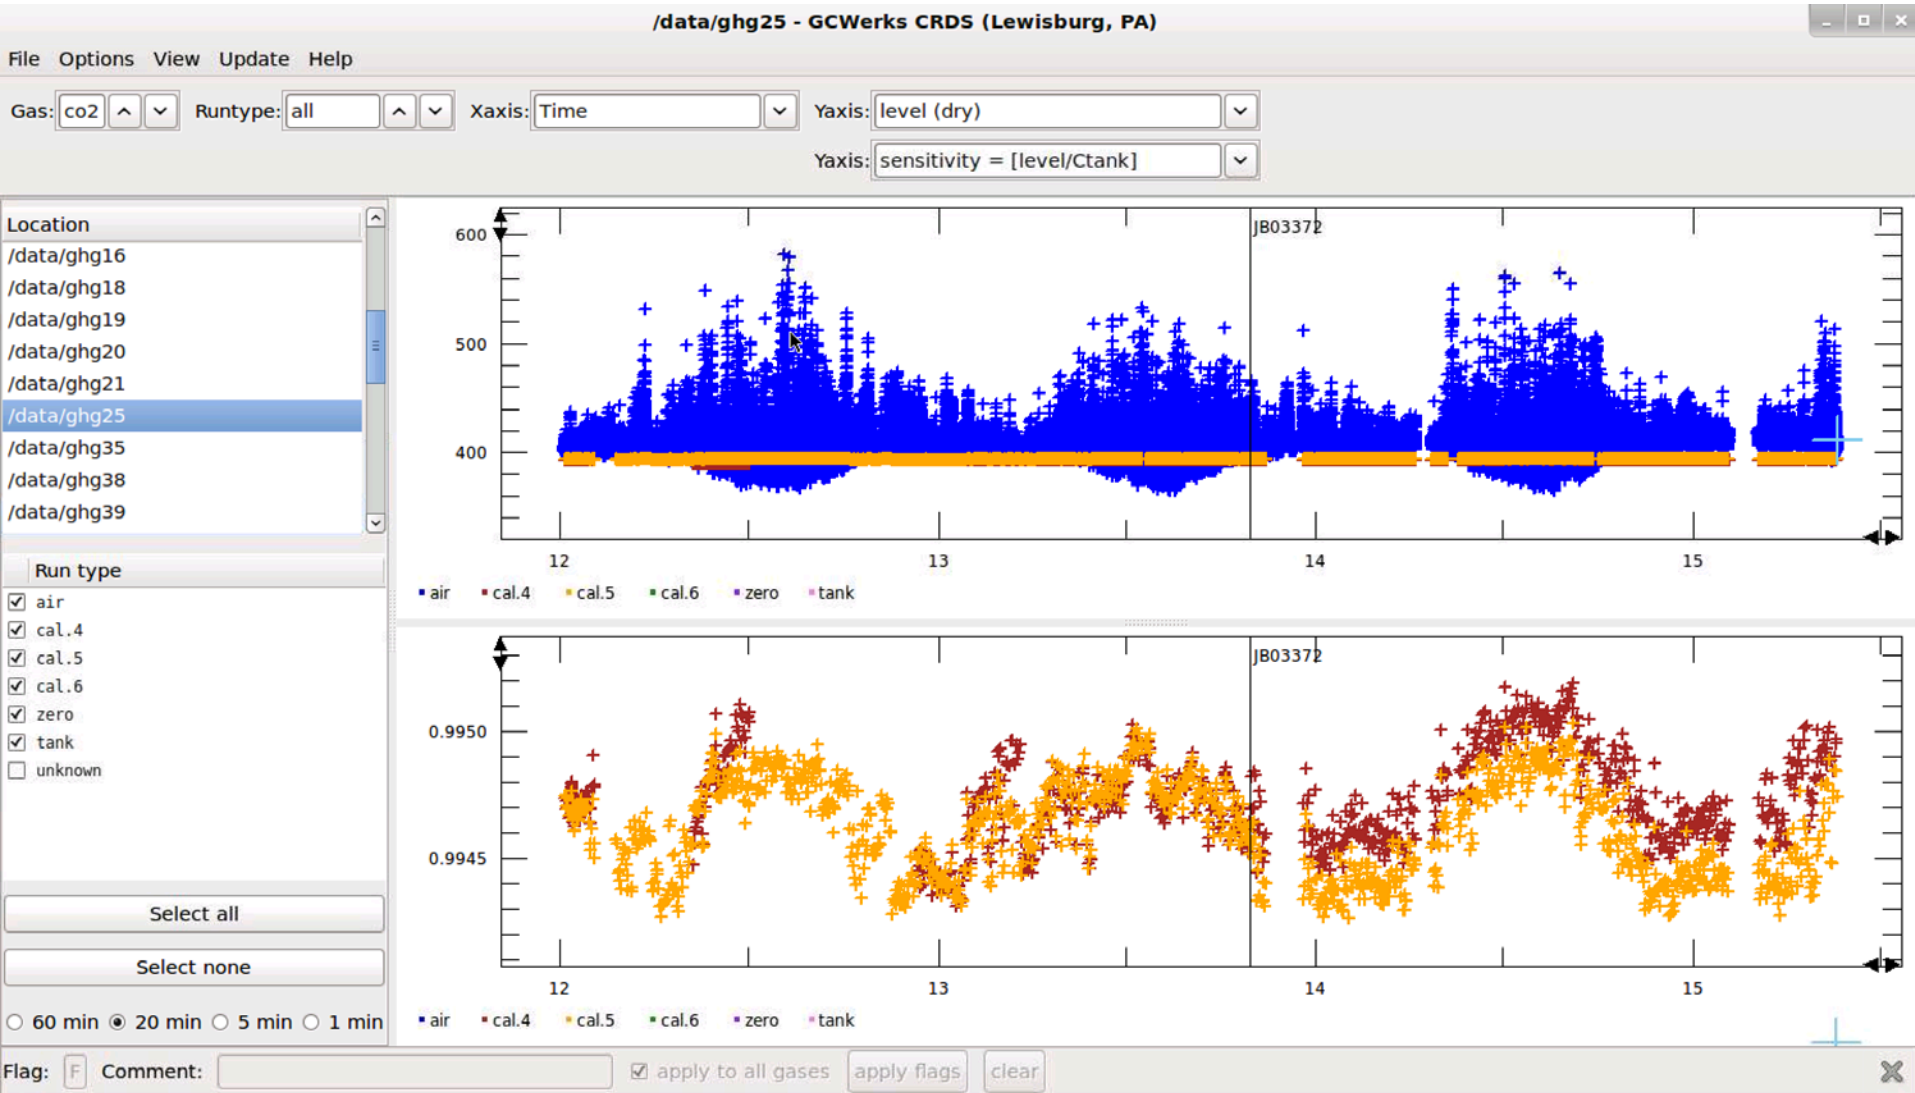 /data/ghg25 - GCWerks CRDS (Lewisburg, PA)
File Options View Update Help
Gas: co2 Runtype: all Xaxis: Time Yaxis: level (dry)
Yaxis: sensitivity = [level/Ctank]
Location
/data/ghg16
/data/ghg18
/data/ghg19
/data/ghg20
/data/ghg21
/data/ghg25
/data/ghg35
/data/ghg38
/data/ghg39
Run type
air
cal.4
cal.5
cal.6
zero
tank
unknown
Select all
Select none
60 min 20 min 5 min 1 min
JB03372
600
500
400
12 13 14 15
air cal.4 cal.5 cal.6 zero tank
JB03372
0.9950
0.9945
12 13 14 15
air cal.4 cal.5 cal.6 zero tank
Flag: F Comment: apply to all gases apply flags clear